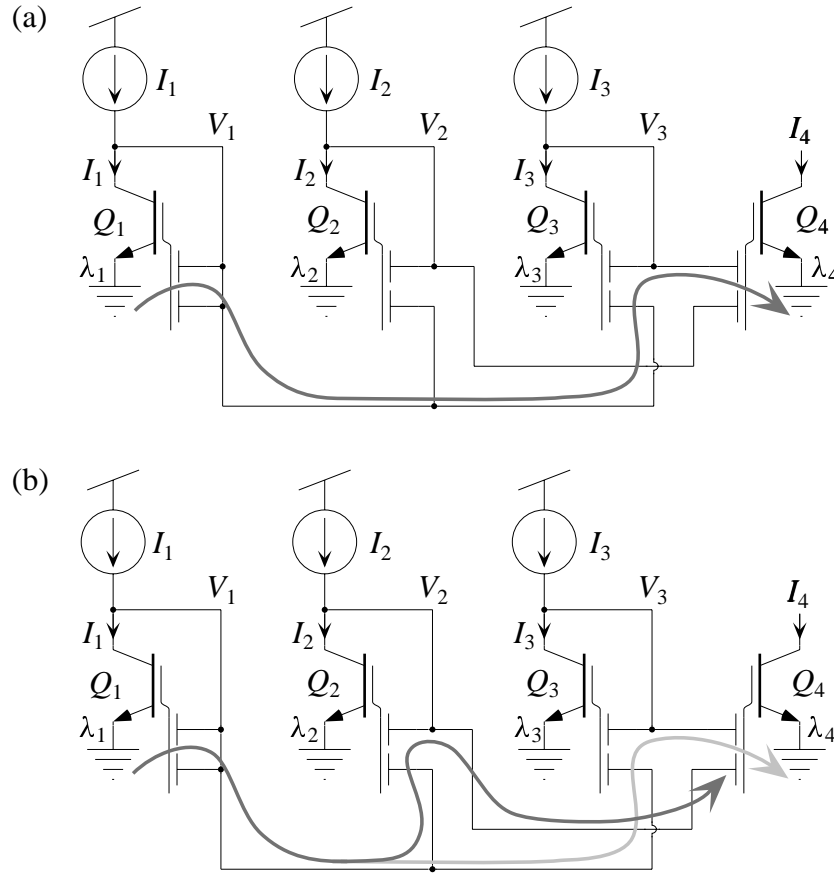 (a)
I₁ I₂ I₃
V₁ V₂ V₃ I₄
I₁ I₂ I₃
Q₁ Q₂ Q₃ Q₄
λ₁ λ₂ λ₃ λ₄
(b)
I₁ I₂ I₃
V₁ V₂ V₃ I₄
I₁ I₂ I₃
Q₁ Q₂ Q₃ Q₄
λ₁ λ₂ λ₃ λ₄